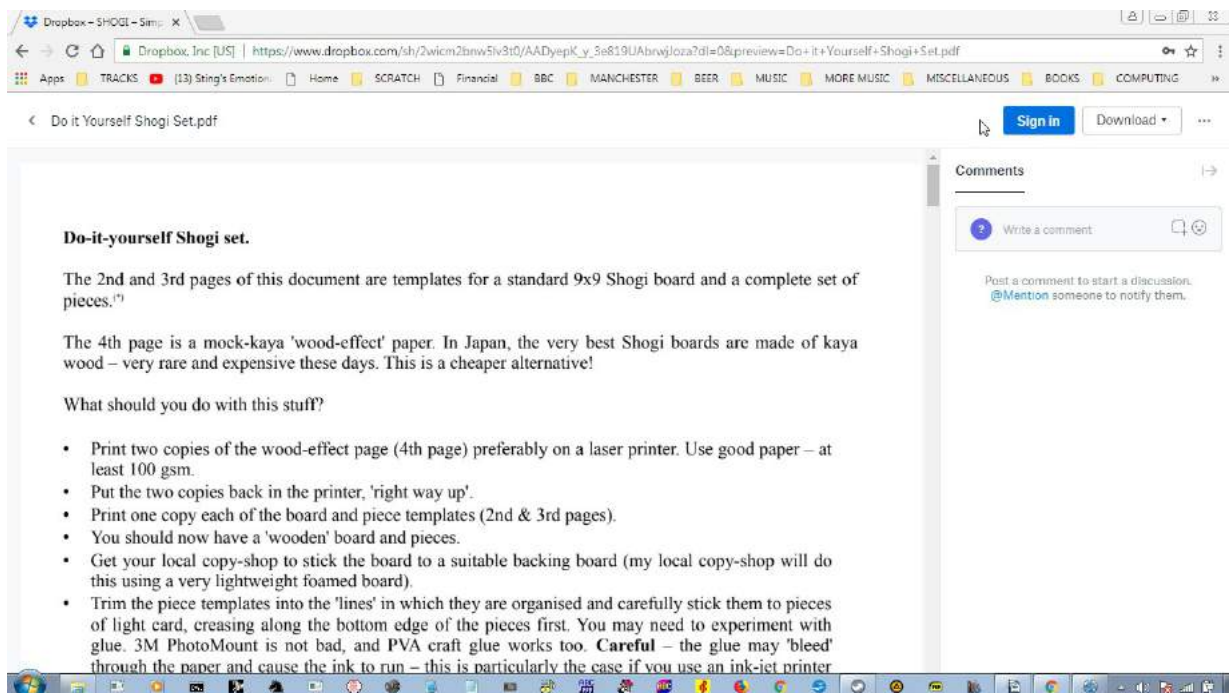 Dropbox – SHOGI – Simp
Dropbox, Inc [US] | https://www.dropbox.com/sh/2wicm2bnw5lv3t0/AADyepK_y_3e819UAbrwjJoza?dl=0&preview=Do+it+Yourself+Shogi+Set.pdf
Apps TRACKS (13) Sting's Emotion Home SCRATCH Financial BBC MANCHESTER BEER MUSIC MORE MUSIC MISCELLANEOUS BOOKS COMPUTING
Do it Yourself Shogi Set.pdf
Sign in
Download
Comments
Write a comment
Post a comment to start a discussion.
@Mention someone to notify them.
Do-it-yourself Shogi set.
The 2nd and 3rd pages of this document are templates for a standard 9x9 Shogi board and a complete set of
pieces.(*)
The 4th page is a mock-kaya 'wood-effect' paper. In Japan, the very best Shogi boards are made of kaya
wood – very rare and expensive these days. This is a cheaper alternative!
What should you do with this stuff?
• Print two copies of the wood-effect page (4th page) preferably on a laser printer. Use good paper – at
least 100 gsm.
• Put the two copies back in the printer, 'right way up'.
• Print one copy each of the board and piece templates (2nd & 3rd pages).
• You should now have a 'wooden' board and pieces.
• Get your local copy-shop to stick the board to a suitable backing board (my local copy-shop will do
this using a very lightweight foamed board).
• Trim the piece templates into the 'lines' in which they are organised and carefully stick them to pieces
of light card, creasing along the bottom edge of the pieces first. You may need to experiment with
glue. 3M PhotoMount is not bad, and PVA craft glue works too. Careful – the glue may 'bleed'
through the paper and cause the ink to run – this is particularly the case if you use an ink-jet printer